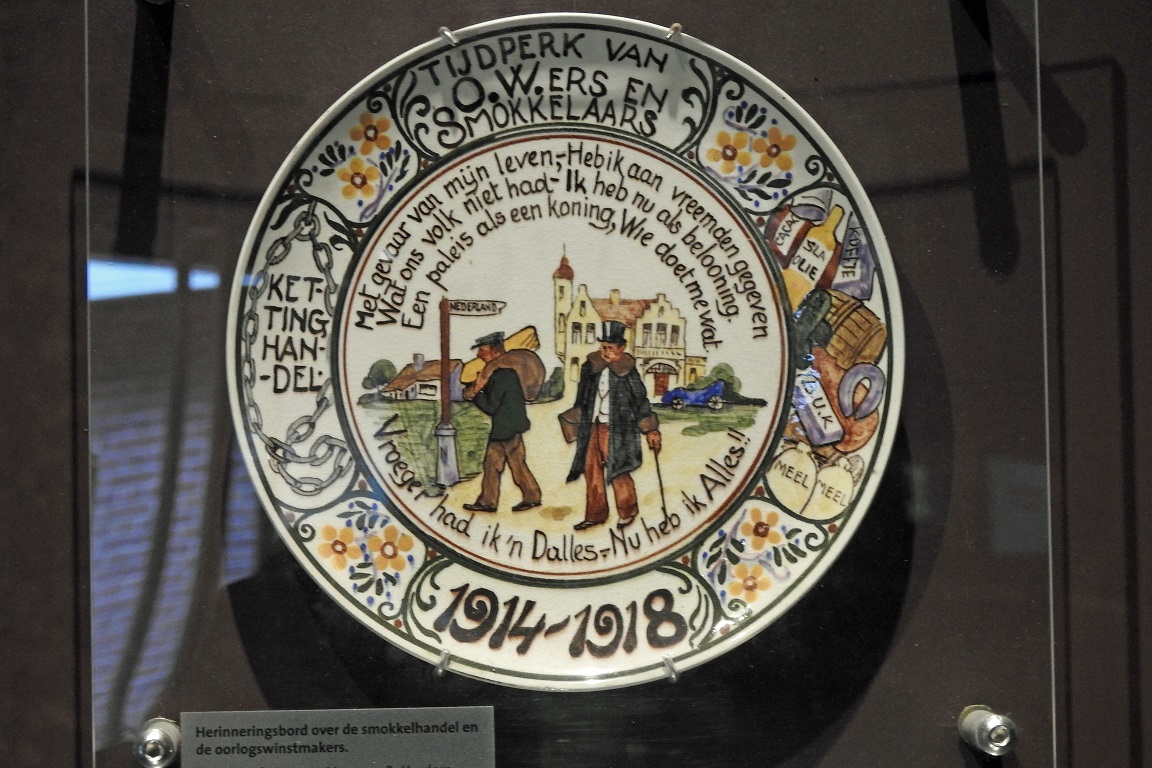 TIJDPERK VAN
O.W.ERS EN
SMOKKELAARS
Met gevaar van mijn leven,- Heb ik aan vreemden gegeven
Wat ons volk niet had - Ik heb nu als belooning.
Een paleis als een koning, Wie doet me wat
NEDERLAND
N
Vroeger had ik 'n Dalles,- Nu heb ik Alles!!
KET-
TING
HAN-
-DEL-
CACAO
SLA
OLIE
KOFFIE
MEEL
MEEL
1914-1918
Herinneringsbord over de smokkelhandel en
de oorlogswinstmakers.